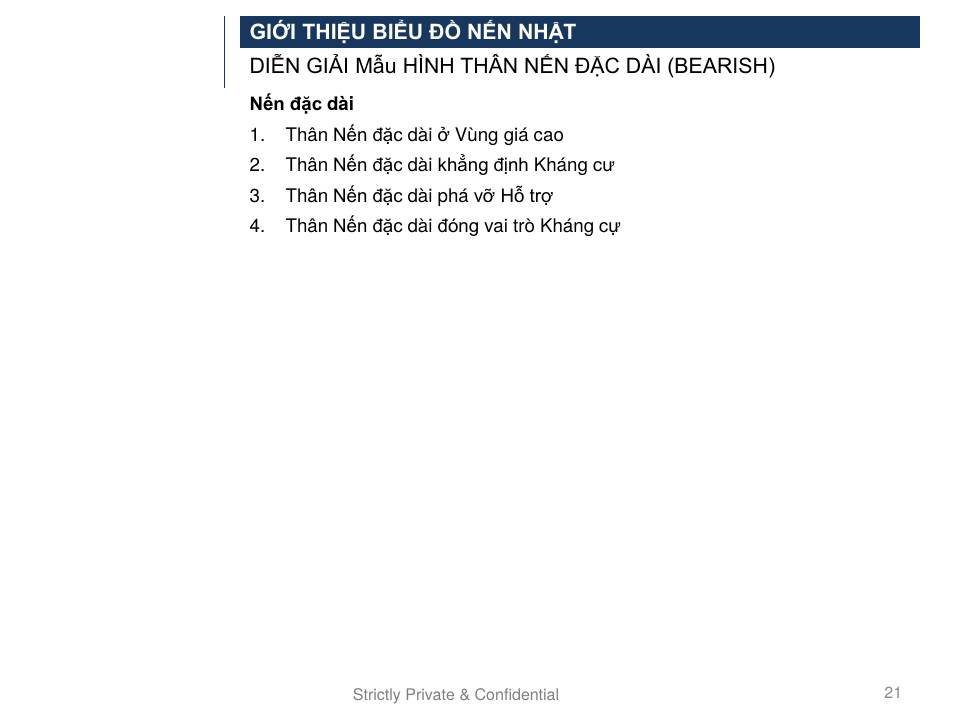 GIỚI THIỆU BIỂU ĐỒ NẾN NHẬT
DIỄN GIẢI Mẫu HÌNH THÂN NẾN ĐẶC DÀI (BEARISH)
Nến đặc dài
1. Thân Nến đặc dài ở Vùng giá cao
2. Thân Nến đặc dài khẳng định Kháng cư
3. Thân Nến đặc dài phá vỡ Hỗ trợ
4. Thân Nến đặc dài đóng vai trò Kháng cự
Strictly Private & Confidential
21